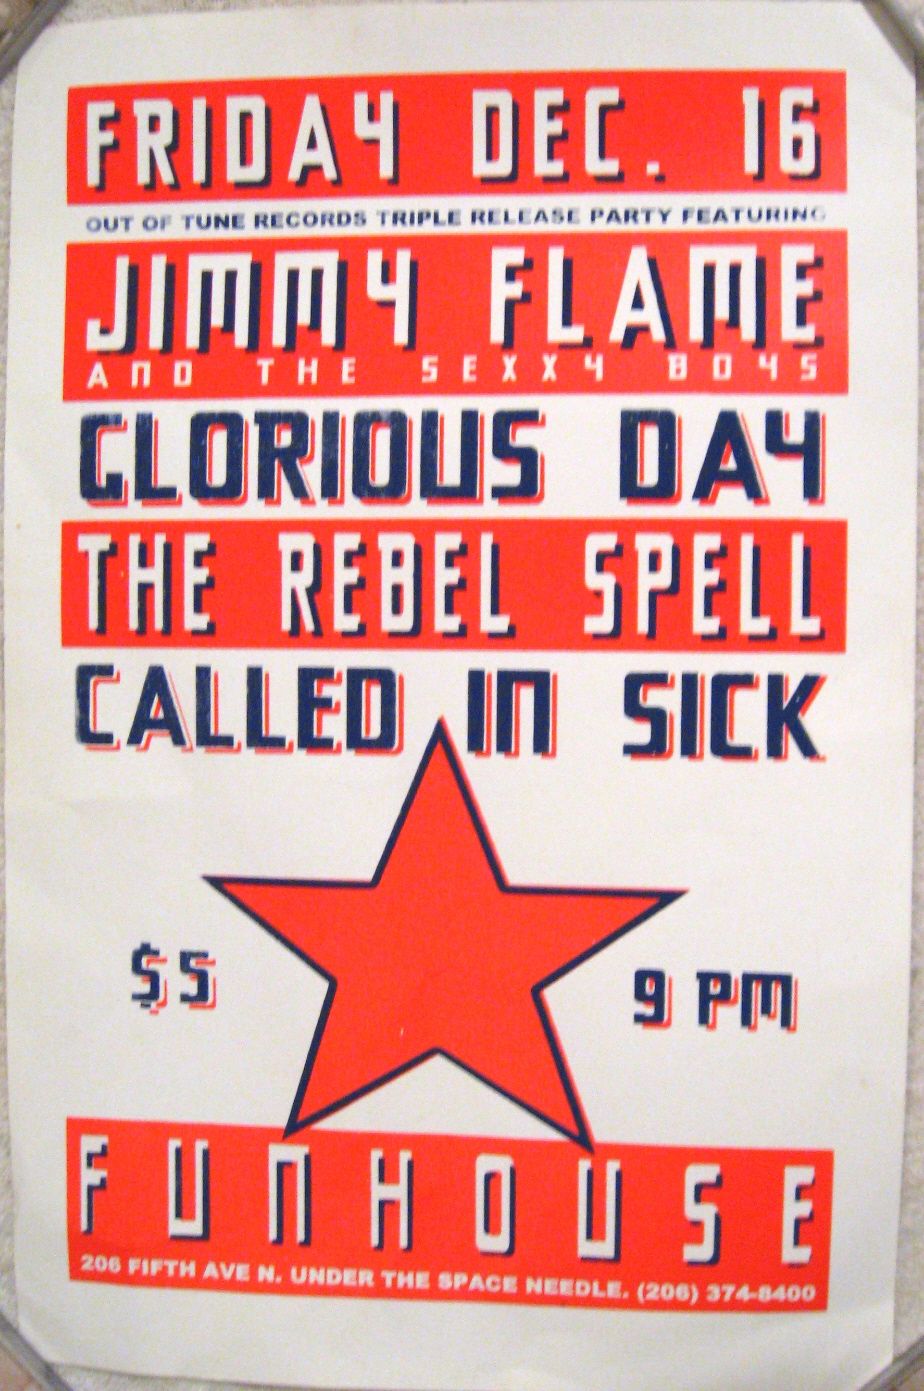 FRIDAY DEC. 16
OUT OF TUNE RECORDS TRIPLE RELEASE PARTY FEATURING
JIMMY FLAME
AND THE SEXXY BOYS
GLORIOUS DAY
THE REBEL SPELL
CALLED IN SICK
$5
9 PM
FUNHOUSE
206 FIFTH AVE N. UNDER THE SPACE NEEDLE. (206) 374-8400